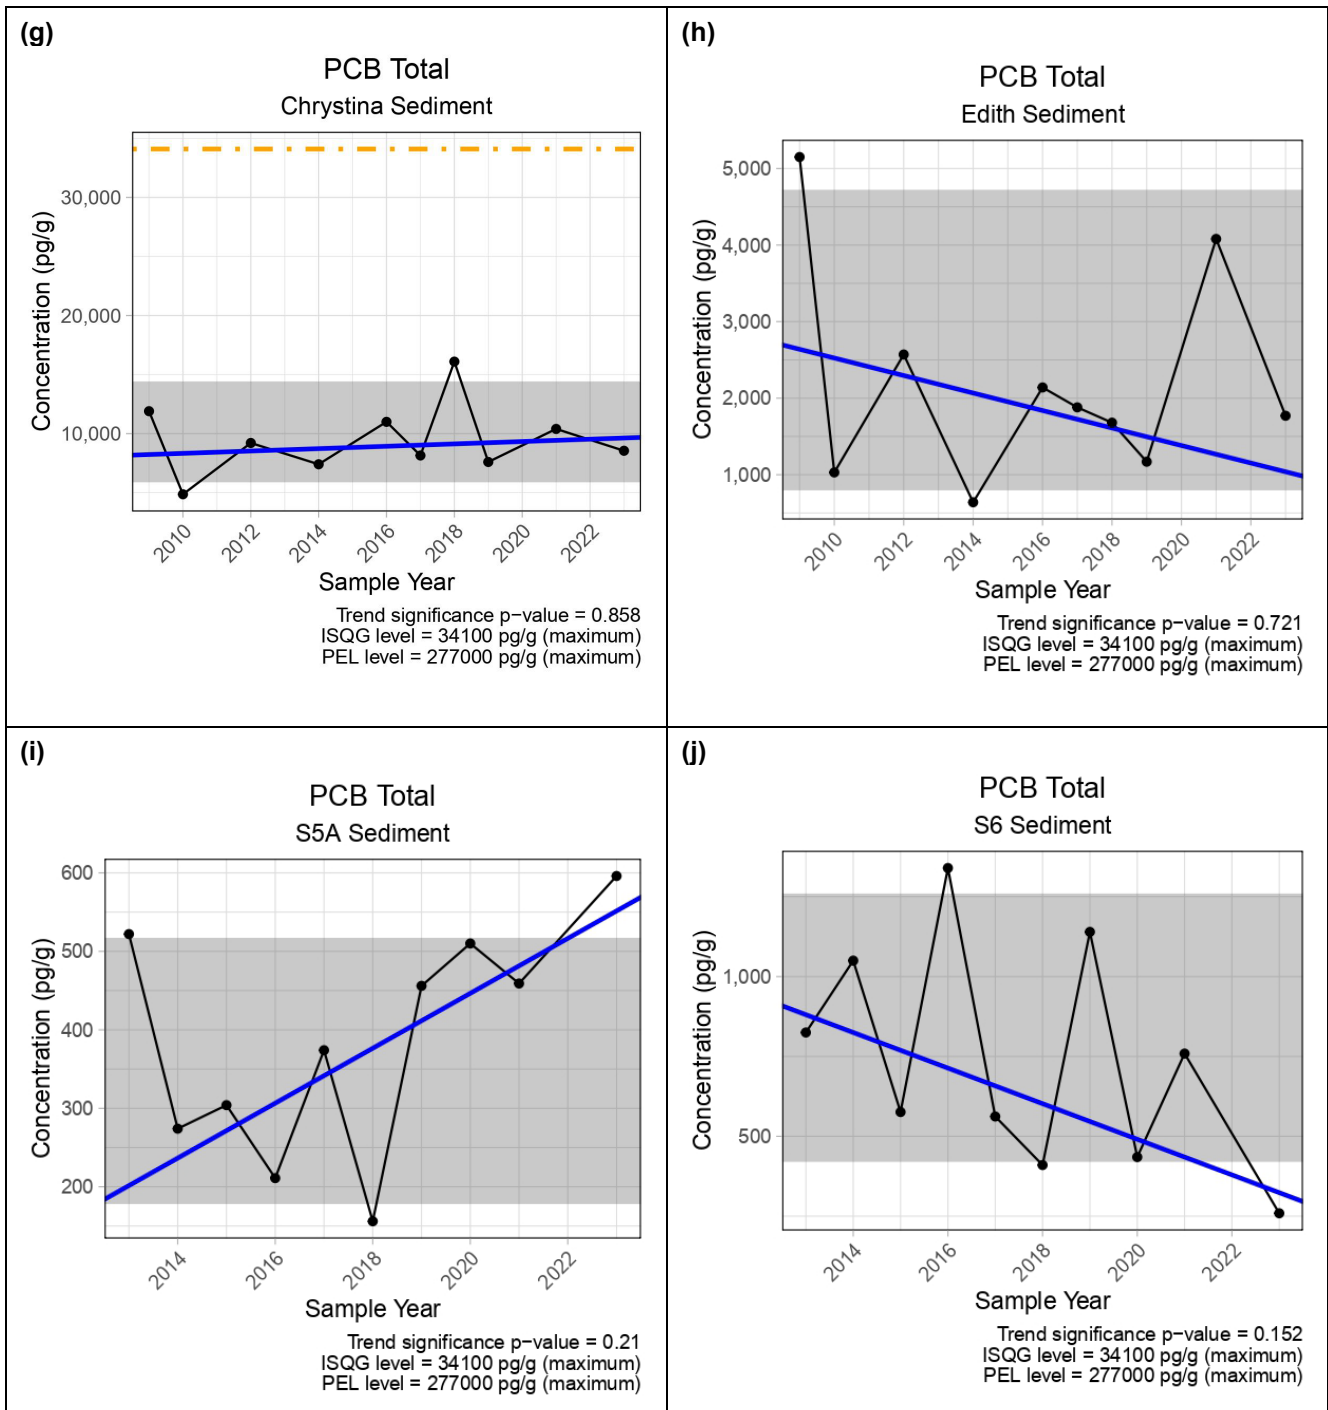 (g)
PCB Total
Chrystina Sediment
Concentration (pg/g)
30,000
20,000
10,000
2010
2012
2014
2016
2018
2020
2022
Sample Year
Trend significance p−value = 0.858
ISQG level = 34100 pg/g (maximum)
PEL level = 277000 pg/g (maximum)
(h)
PCB Total
Edith Sediment
Concentration (pg/g)
5,000
4,000
3,000
2,000
1,000
2010
2012
2014
2016
2018
2020
2022
Sample Year
Trend significance p−value = 0.721
ISQG level = 34100 pg/g (maximum)
PEL level = 277000 pg/g (maximum)
(i)
PCB Total
S5A Sediment
Concentration (pg/g)
600
500
400
300
200
2014
2016
2018
2020
2022
Sample Year
Trend significance p−value = 0.21
ISQG level = 34100 pg/g (maximum)
PEL level = 277000 pg/g (maximum)
(j)
PCB Total
S6 Sediment
Concentration (pg/g)
1,000
500
2014
2016
2018
2020
2022
Sample Year
Trend significance p−value = 0.152
ISQG level = 34100 pg/g (maximum)
PEL level = 277000 pg/g (maximum)